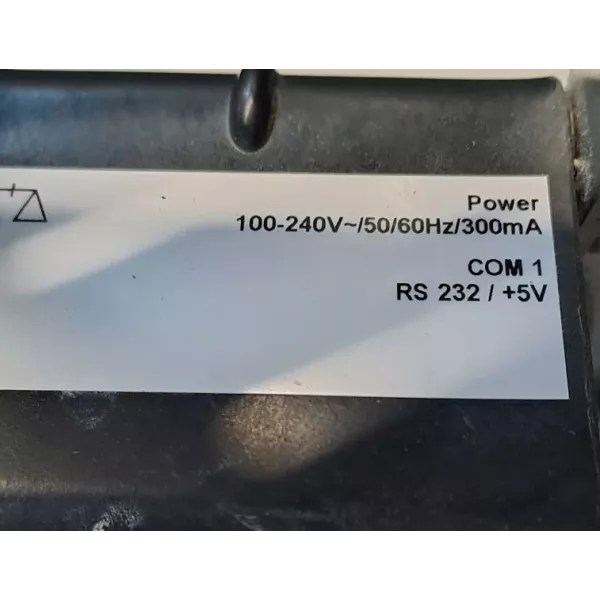 Power
100-240V~/50/60Hz/300mA
COM 1
RS 232 / +5V